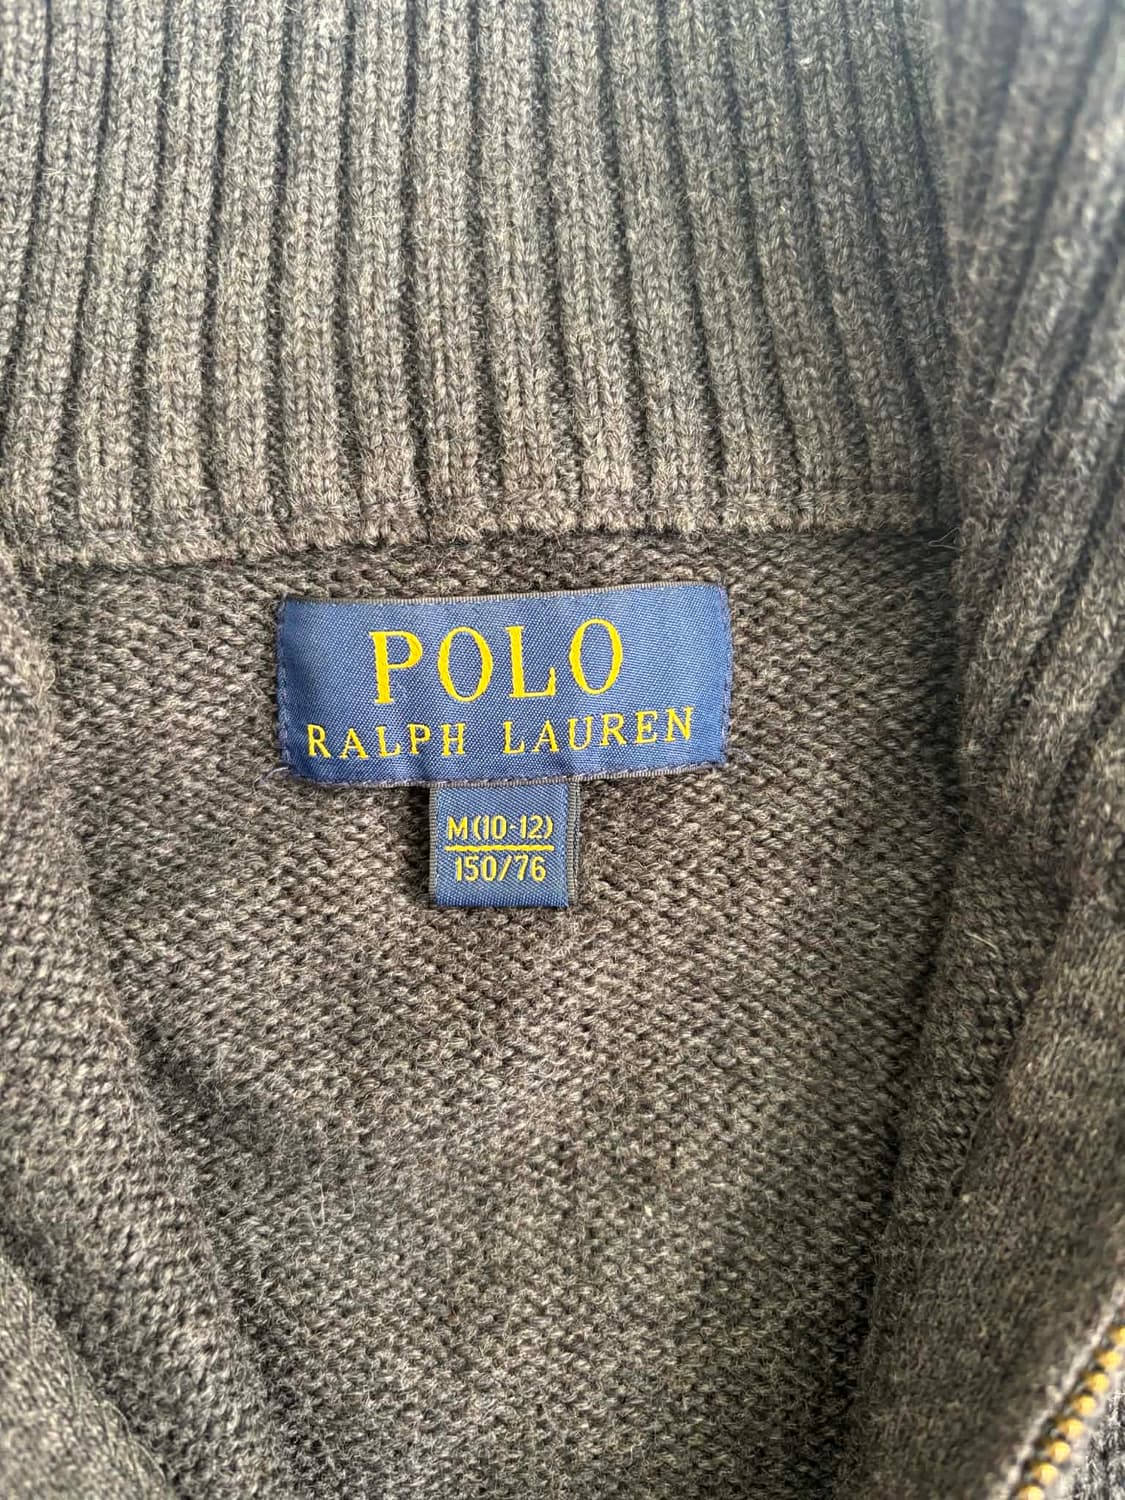 POLO
RALPH LAUREN
M(10-12)
150/76